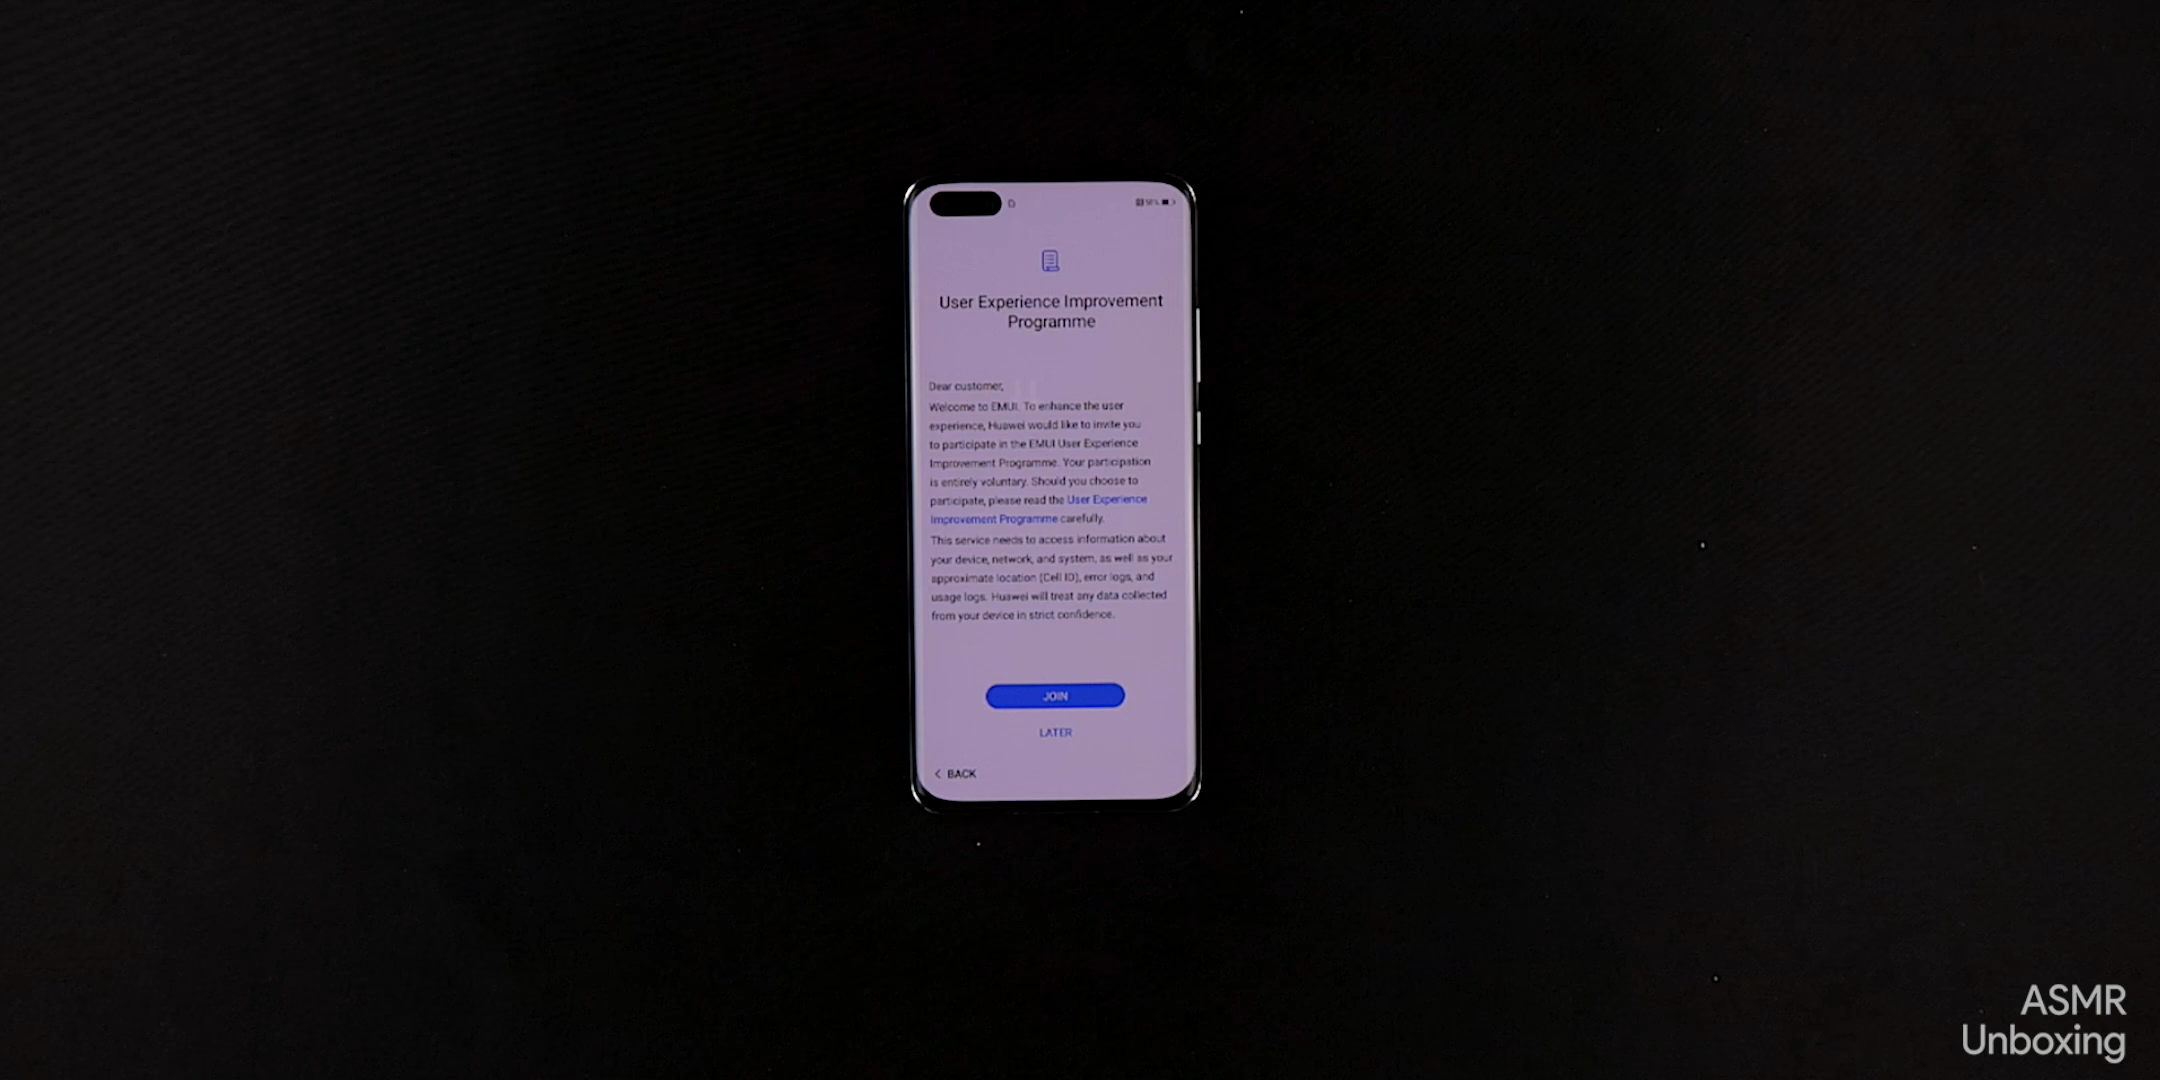 User Experience Improvement
Programme
Dear customer,
Welcome to EMUI. To enhance the user
experience, Huawei would like to invite you
to participate in the EMUI User Experience
Improvement Programme. Your participation
is entirely voluntary. Should you choose to
participate, please read the User Experience
Improvement Programme carefully.
This service needs to access information about
your device, network, and system, as well as your
approximate location (Cell ID), error logs, and
usage logs. Huawei will treat any data collected
from your device in strict confidence.
JOIN
LATER
< BACK
ASMR
Unboxing